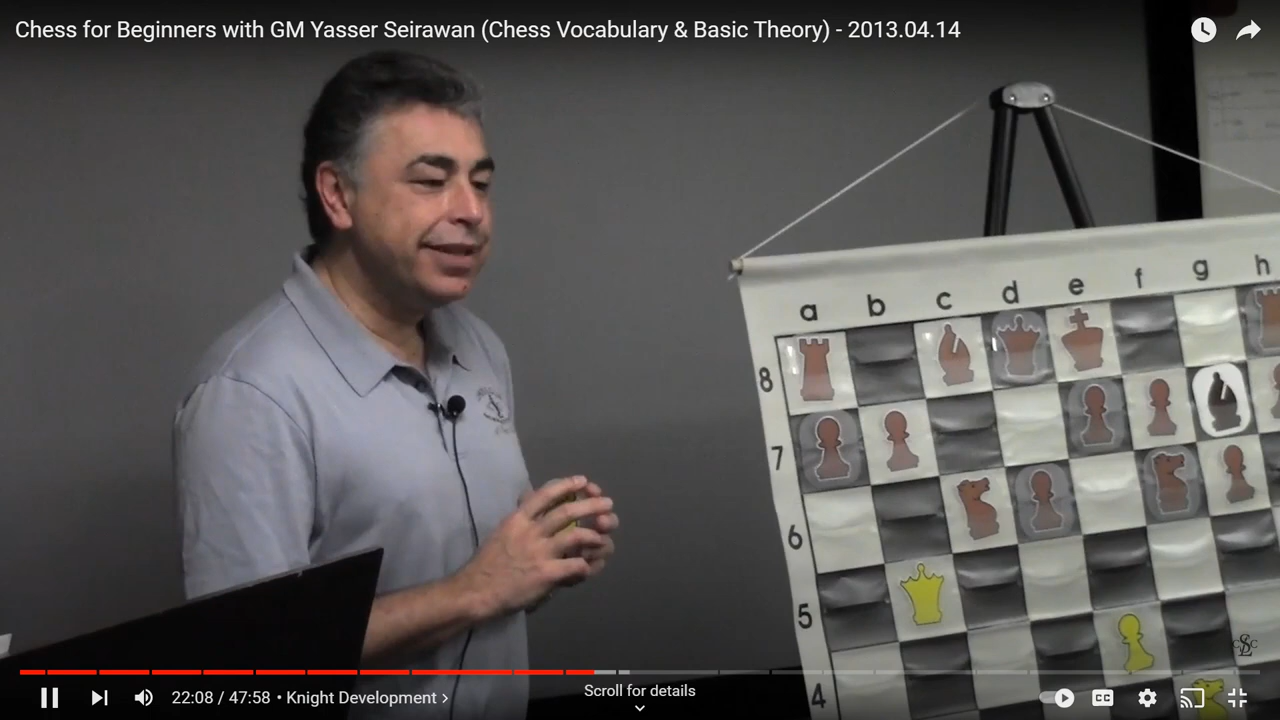 Chess for Beginners with GM Yasser Seirawan (Chess Vocabulary & Basic Theory) - 2013.04.14
a b c d e f g h
8
7
6
5
4
22:08 / 47:58 • Knight Development ›
Scroll for details
CC